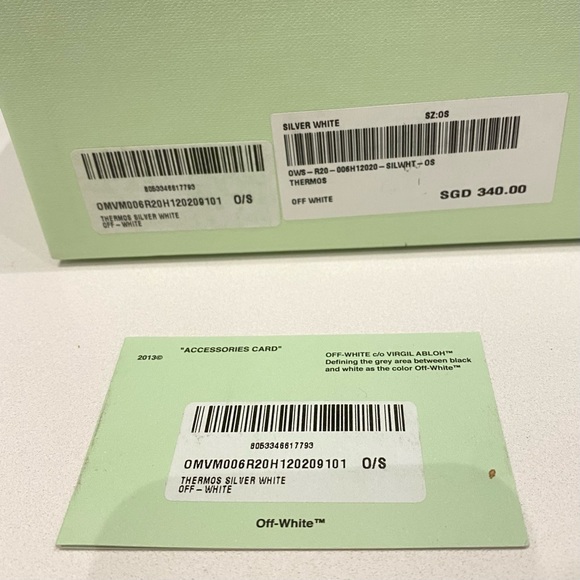 8053346617793
OMVM006R20H120209101 O/S
THERMOS SILVER WHITE
OFF-WHITE
SILVER WHITE SZ:OS
OWS-R20-006H12020-SILWHT-OS
THERMOS
OFF WHITE SGD 340.00
2013©
"ACCESSORIES CARD"
OFF-WHITE c/o VIRGIL ABLOH™
Defining the grey area between black
and white as the color Off-White™
8053346617793
OMVM006R20H120209101 O/S
THERMOS SILVER WHITE
OFF-WHITE
Off-White™